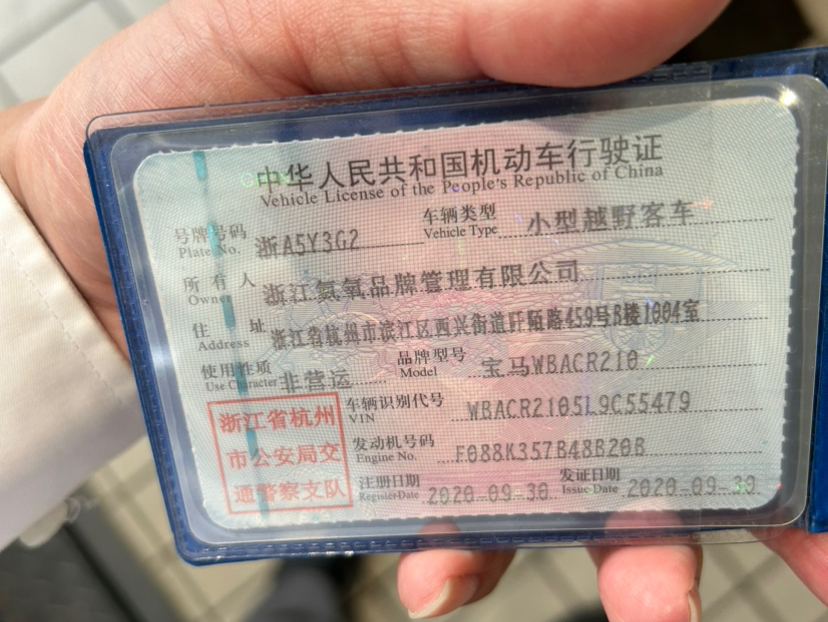 中华人民共和国机动车行驶证
Vehicle License of the People's Republic of China
号牌号码 浙A5Y3G2 车辆类型 小型越野客车
Plate No. Vehicle Type
所有人 浙江氦氧品牌管理有限公司
Owner
住址 浙江省杭州市滨江区西兴街道阡陌路459号B楼1004室
Address
使用性质 非营运 品牌型号 宝马WBACR210
Use Character Model
车辆识别代号 WBACR2105L9C55479
VIN
发动机号码 F088K357B48B20B
Engine No.
注册日期 2020-09-30 发证日期 2020-09-30
Register Date Issue Date
浙江省杭州
市公安局交
通警察支队